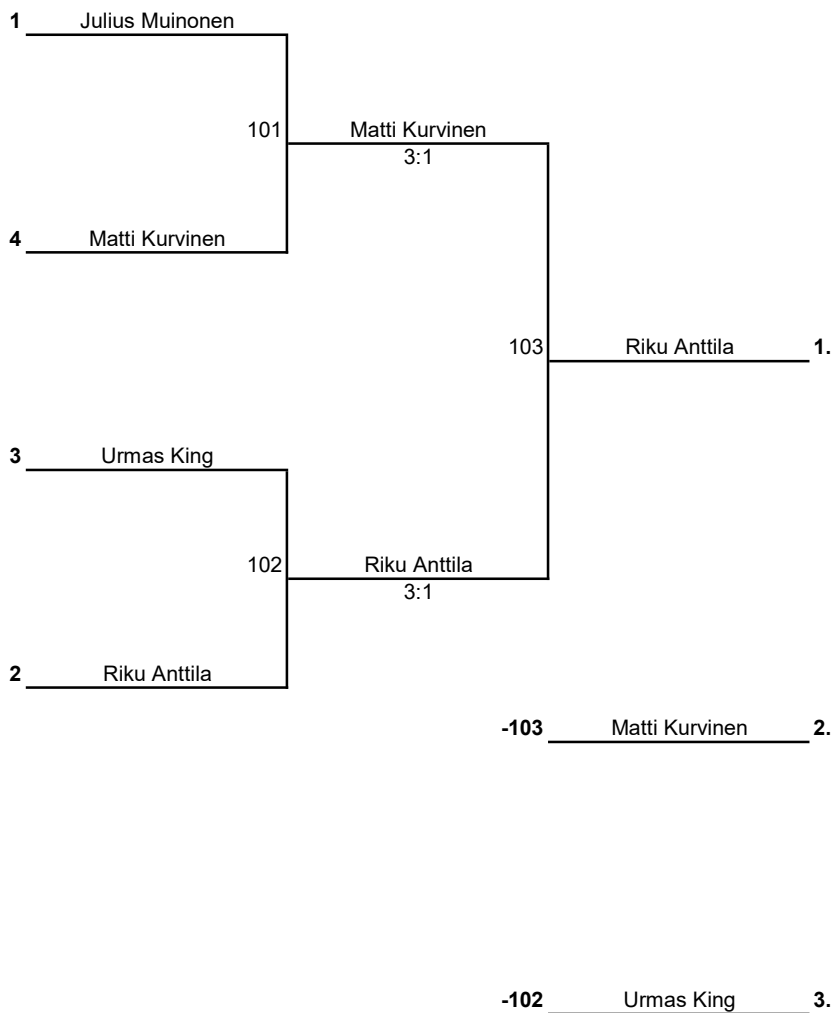 1 Julius Muinonen
101 Matti Kurvinen
3:1
4 Matti Kurvinen
103 Riku Anttila 1.
3 Urmas King
102 Riku Anttila
3:1
2 Riku Anttila
-103 Matti Kurvinen 2.
-102 Urmas King 3.